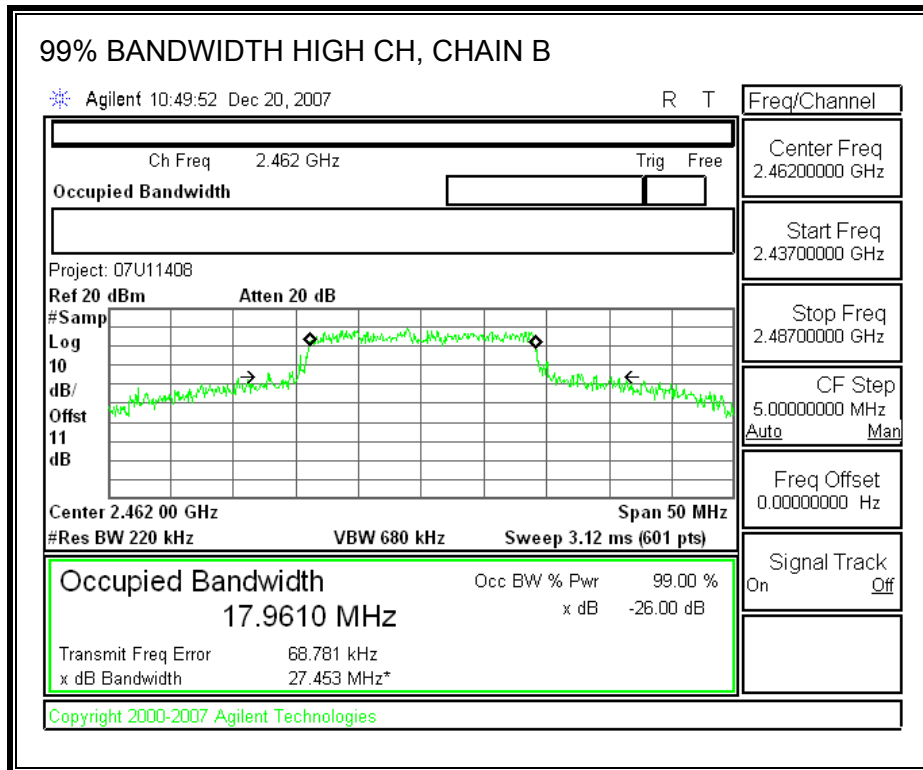 99% BANDWIDTH HIGH CH, CHAIN B
Agilent 10:49:52 Dec 20, 2007 R T
Freq/Channel
Ch Freq 2.462 GHz Trig Free
Occupied Bandwidth
Center Freq
2.46200000 GHz
Start Freq
2.43700000 GHz
Stop Freq
2.48700000 GHz
CF Step
5.00000000 MHz
Auto Man
Freq Offset
0.00000000 Hz
Signal Track
On Off
Project: 07U11408
Ref 20 dBm Atten 20 dB
#Samp
Log
10
dB/
Offst
11
dB
Center 2.462 00 GHz Span 50 MHz
#Res BW 220 kHz VBW 680 kHz Sweep 3.12 ms (601 pts)
Occupied Bandwidth Occ BW % Pwr 99.00 %
17.9610 MHz x dB -26.00 dB
Transmit Freq Error 68.781 kHz
x dB Bandwidth 27.453 MHz*
Copyright 2000-2007 Agilent Technologies